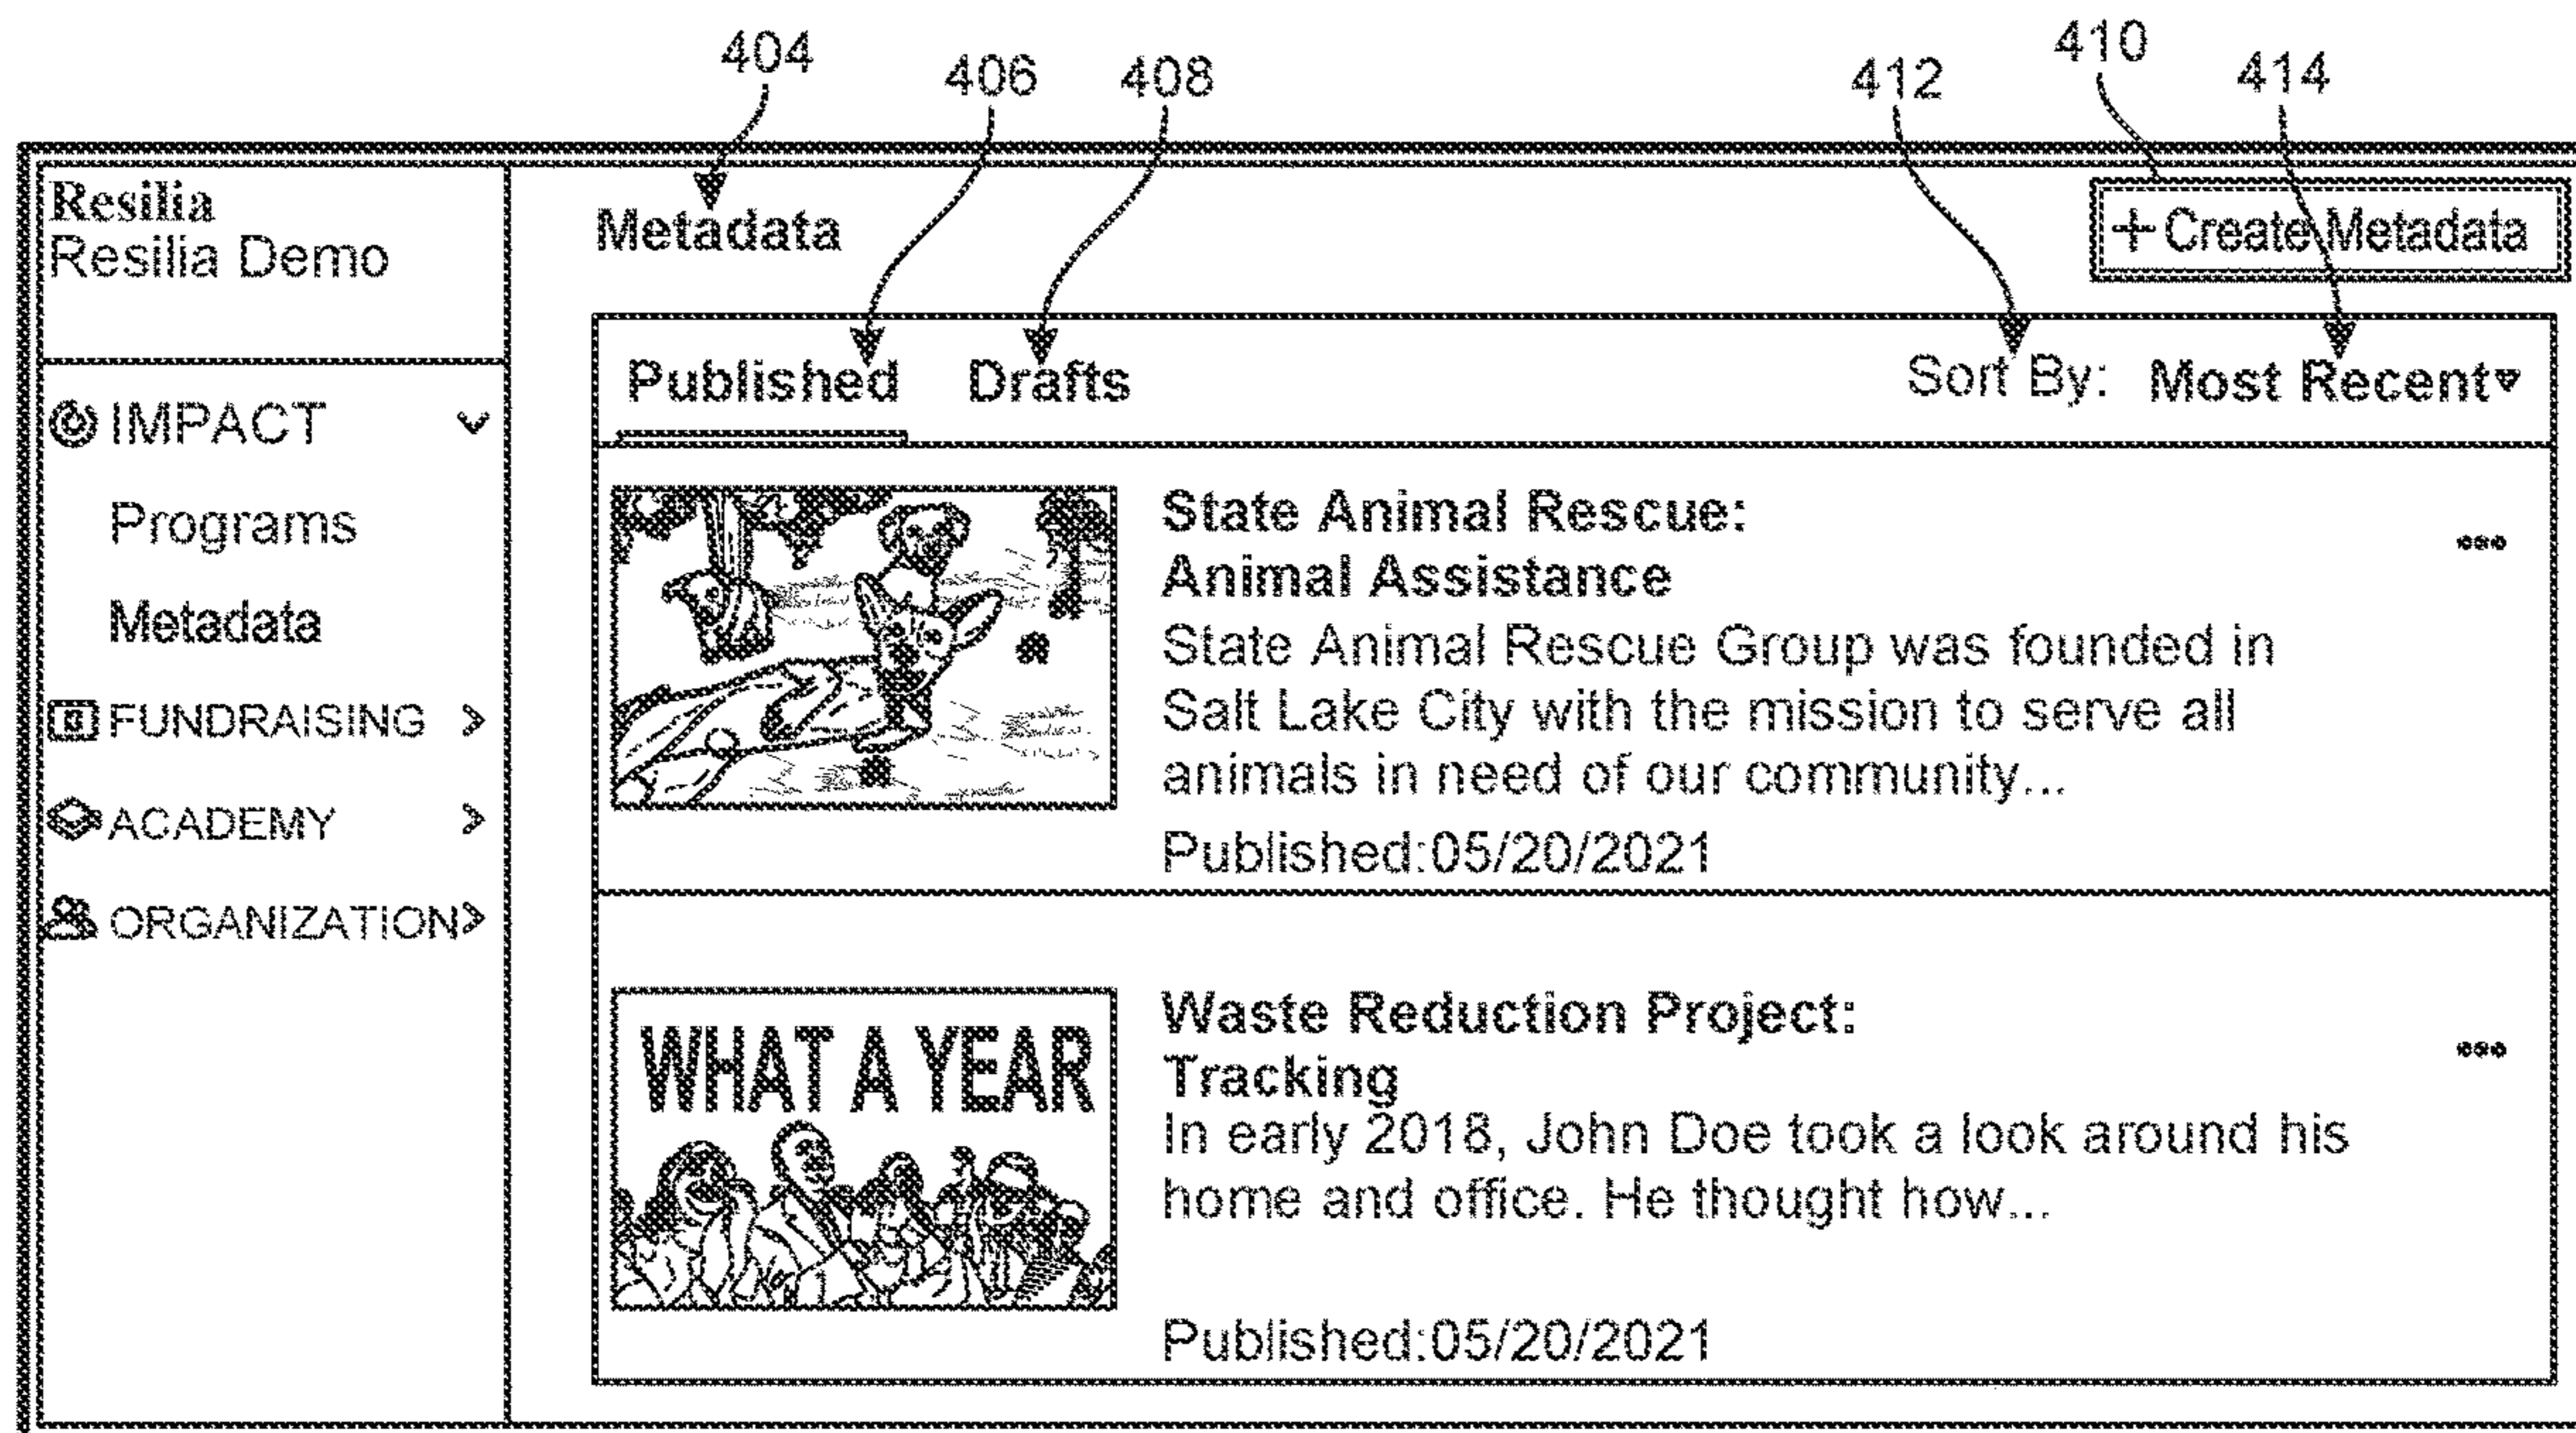 404
406
408
412
410
414
Resilia
Resilia Demo
IMPACT
Programs
Metadata
FUNDRAISING
ACADEMY
ORGANIZATION
Metadata
+ Create Metadata
Published Drafts Sort By: Most Recent
State Animal Rescue:
Animal Assistance
State Animal Rescue Group was founded in
Salt Lake City with the mission to serve all
animals in need of our community...
Published:05/20/2021
WHAT A YEAR
Waste Reduction Project:
Tracking
In early 2018, John Doe took a look around his
home and office. He thought how...
Published:05/20/2021